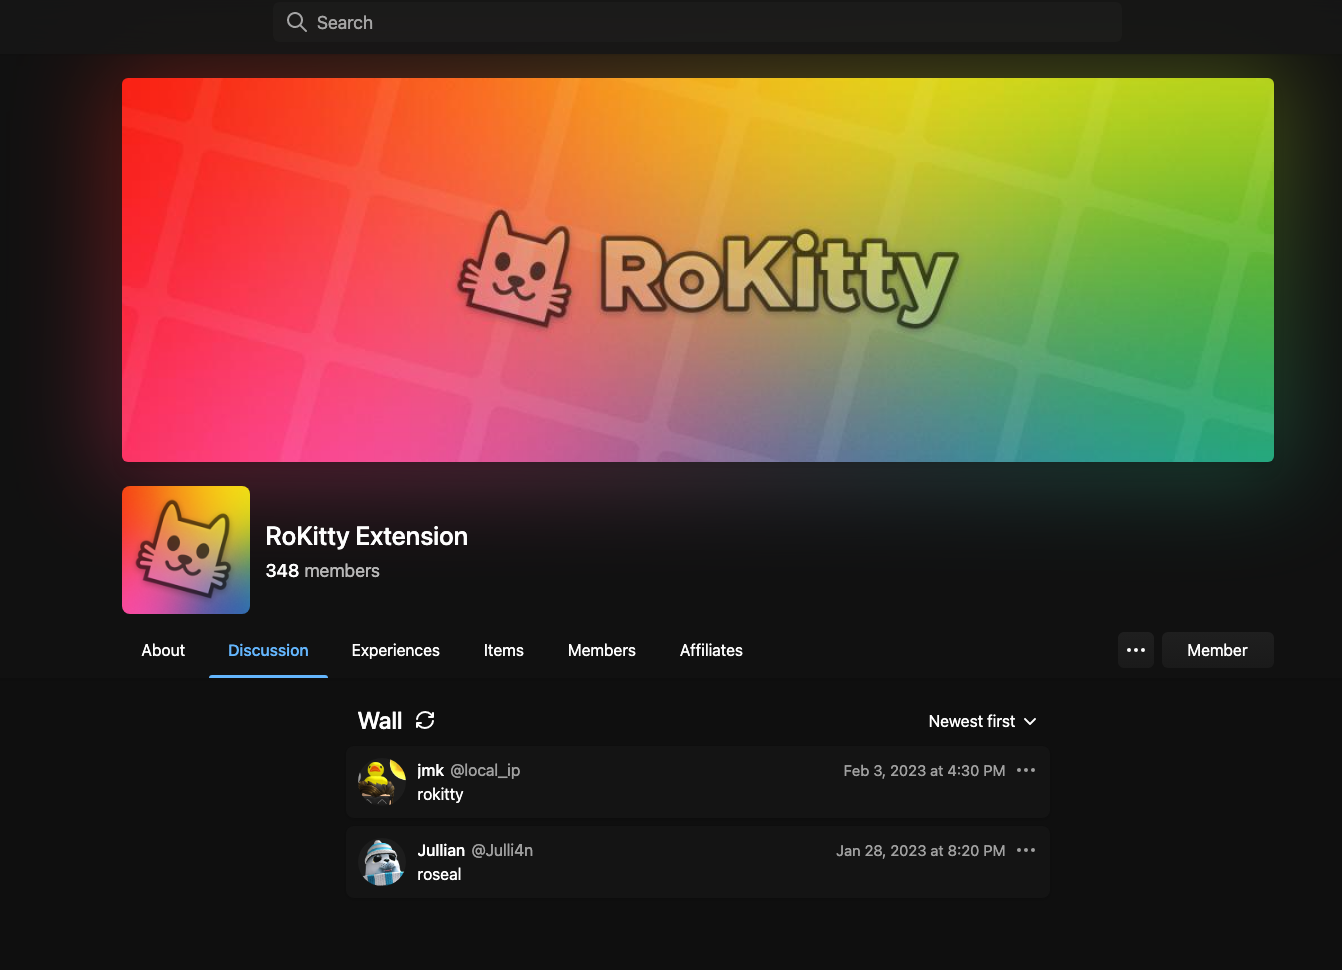 Search
RoKitty
RoKitty Extension
348 members
About Discussion Experiences Items Members Affiliates ••• Member
Wall Newest first
jmk @local_ip Feb 3, 2023 at 4:30 PM •••
rokitty
Jullian @Julli4n Jan 28, 2023 at 8:20 PM •••
roseal